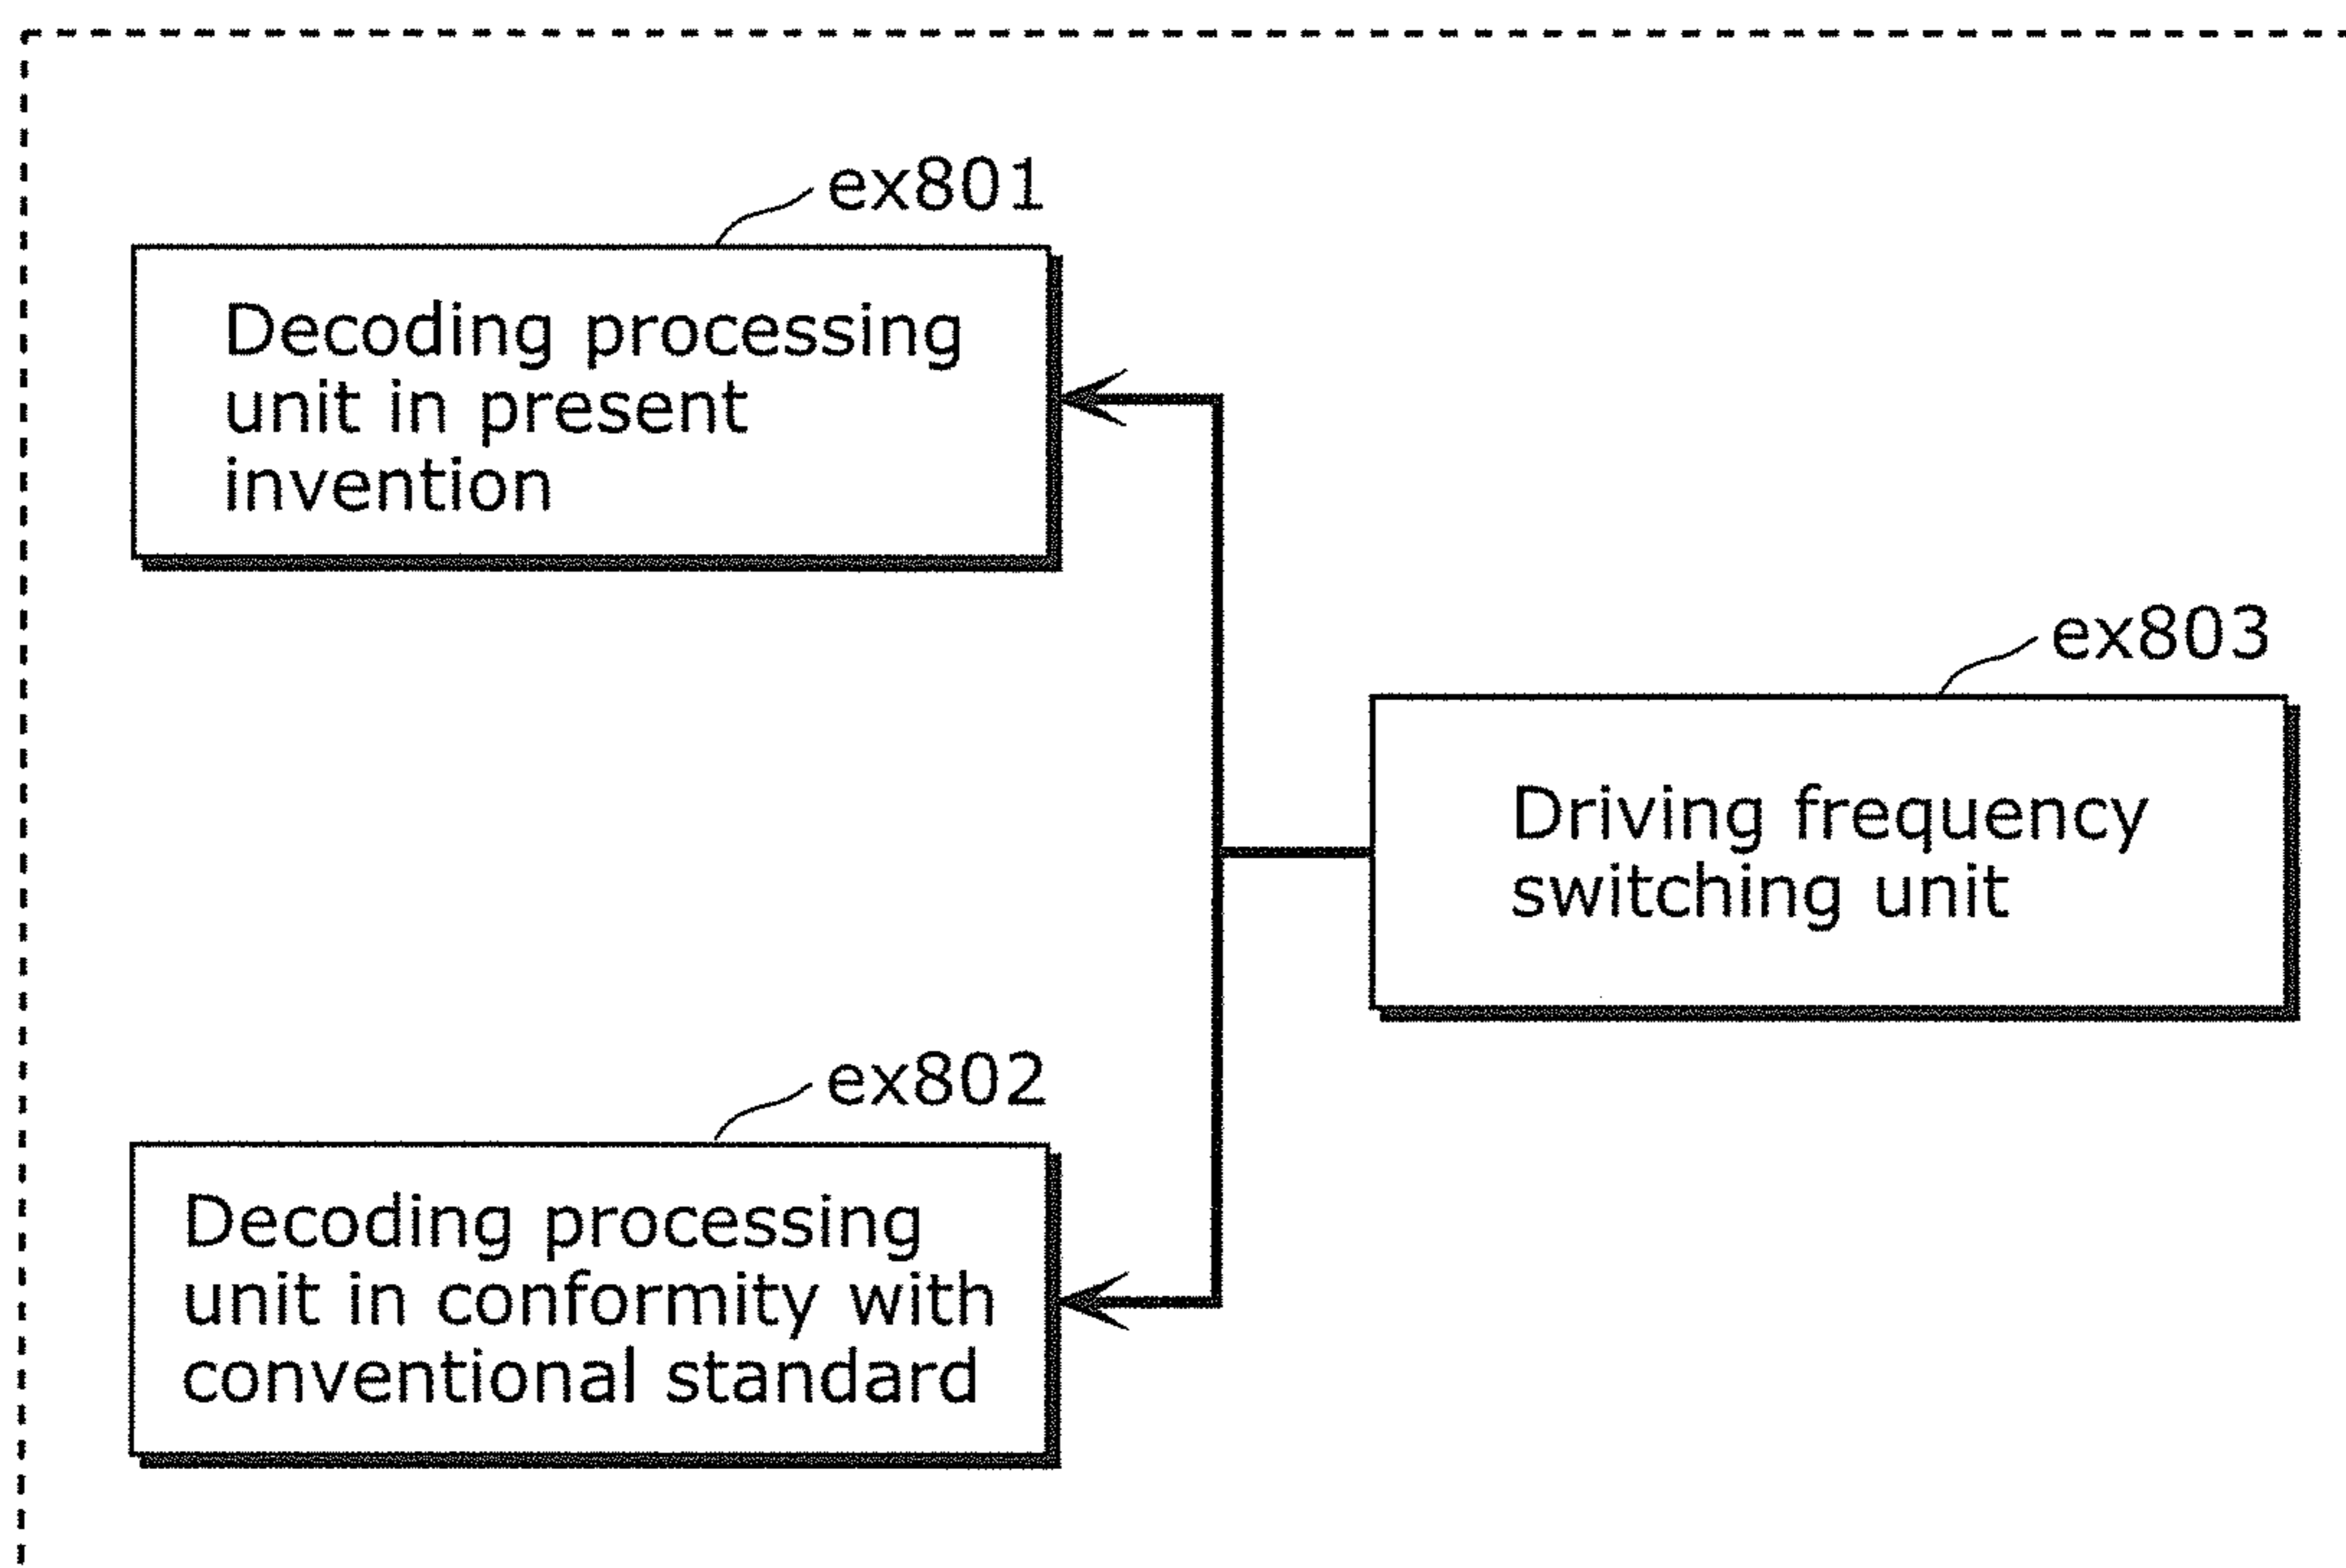 ex801
Decoding processing
unit in present
invention
ex803
Driving frequency
switching unit
ex802
Decoding processing
unit in conformity with
conventional standard